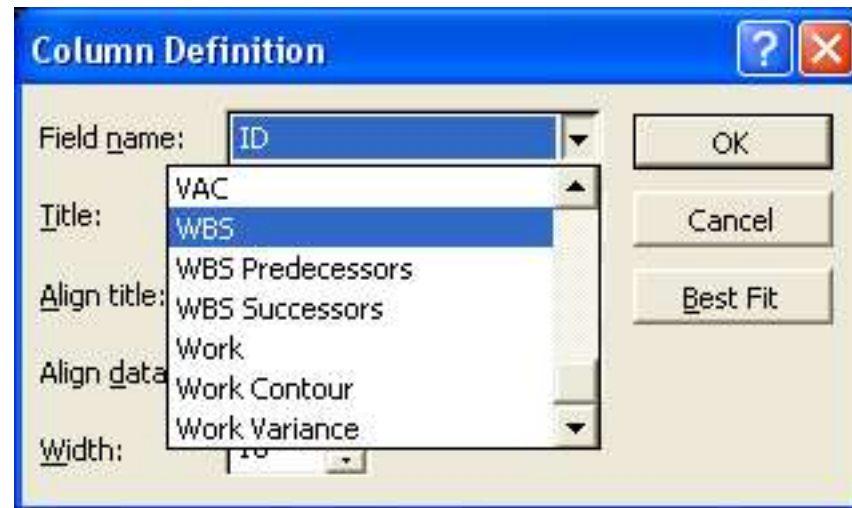 Column Definition
Field name: ID
OK
VAC
Title:
WBS
Cancel
WBS Predecessors
Align title:
WBS Successors
Best Fit
Work
Align data
Work Contour
Work Variance
Width: